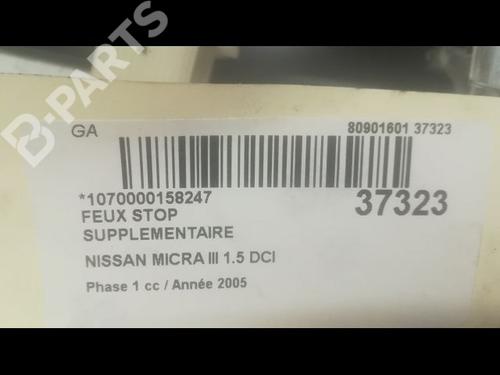 B-PARTS
GA
80901601 37323
*1070000158247
37323
FEUX STOP
SUPPLEMENTAIRE
NISSAN MICRA III 1.5 DCI
Phase 1 cc / Année 2005